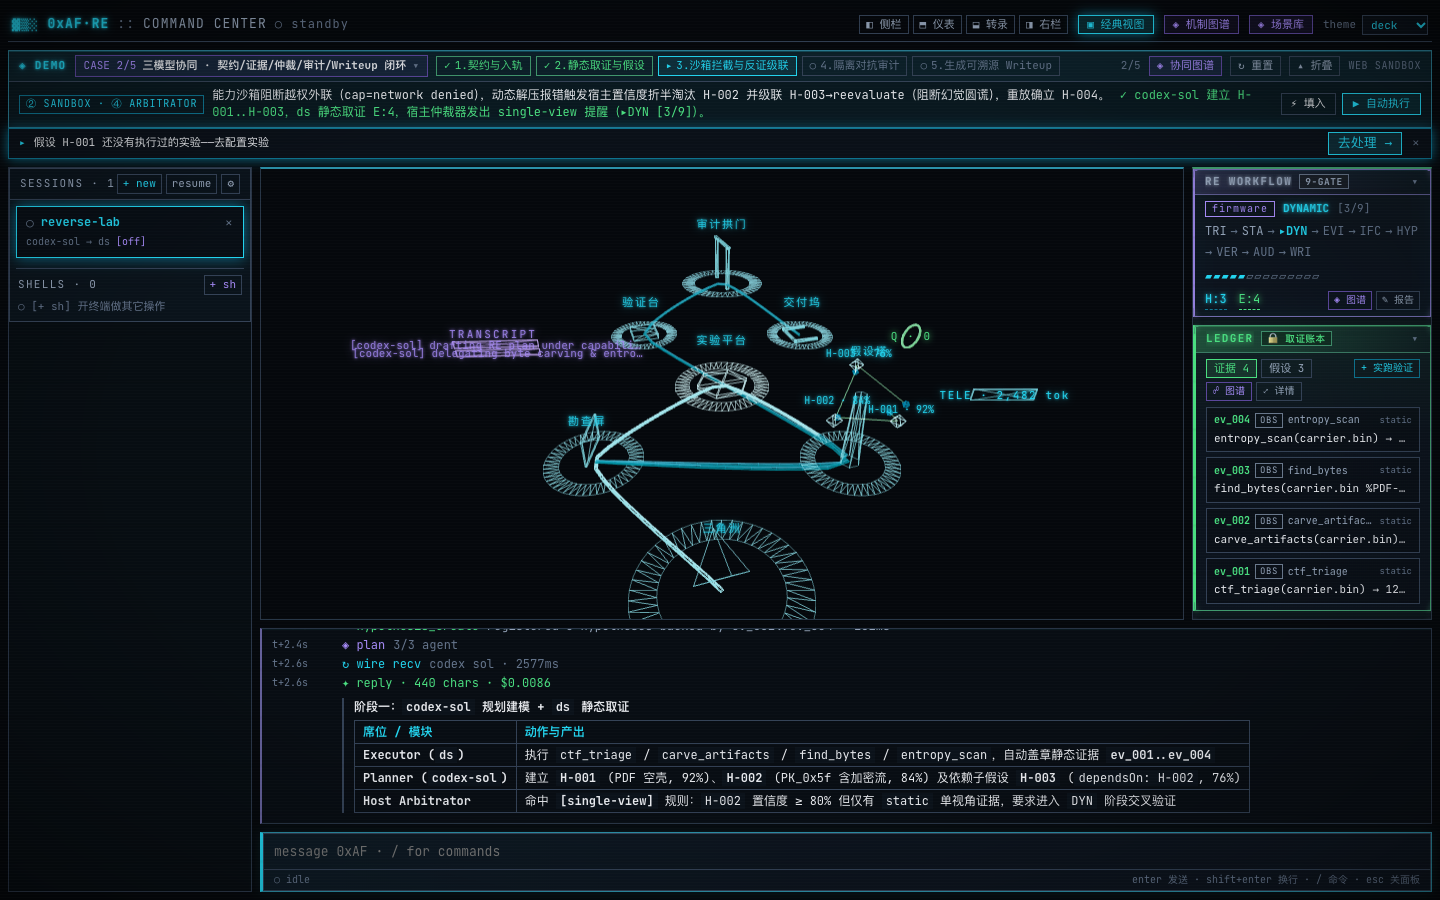 0xAF·RE :: COMMAND CENTER ○ standby
侧栏 仪表 转录 右栏 经典视图 机制图谱 场景库 theme deck
◈ DEMO CASE 2/5 三模型协同 · 契约/证据/仲裁/审计/Writeup 闭环 ▾ ✓ 1.契约与入轨 ✓ 2.静态取证与假设 ▸ 3.沙箱拦截与反证级联 ○ 4.隔离对抗审计 ○ 5.生成可溯源 Writeup 2/5 ◈ 协同图谱 ↻ 重置 ▴ 折叠 WEB SANDBOX
② SANDBOX · ④ ARBITRATOR 能力沙箱阻断越权外联 (cap=network denied), 动态解压报错触发宿主置信度折半淘汰 H-002 并级联 H-003→reevaluate (阻断幻觉圆谎), 重放确立 H-004。 ✓ codex-sol 建立 H-
001..H-003, ds 静态取证 E:4, 宿主仲裁器发出 single-view 提醒 (▸DYN [3/9])。
⚡ 填入 ▶ 自动执行
▸ 假设 H-001 还没有执行过的实验——去配置实验 去处理 → ×
SESSIONS · 1 + new resume ⚙
○ reverse-lab ×
codex-sol → ds [off]
SHELLS · 0 + sh
○ [+ sh] 开终端做其它操作
审计拱门
验证台 交付坞
实验平台
TRANSCRIPT
[codex-sol] drafting RE plan under capabil…
[codex-sol] delegating byte carving & entro…
Q · 0
H-003 · 76%
H-002 ·
H-001 · 92%
TELE · 2,482 tok
勘查屏
三角洲
RE WORKFLOW 9-GATE ▾
firmware DYNAMIC [3/9]
TRI → STA → ▸DYN → EVI → IFC → HYP
→ VER → AUD → WRI
H:3 E:4 ◈ 图谱 ✎ 报告
LEDGER 🔒 取证账本 ▾
证据 4 假设 3 + 实跑验证
图谱 详情
ev_004 OBS entropy_scan static
entropy_scan(carrier.bin) → …
ev_003 OBS find_bytes static
find_bytes(carrier.bin %PDF-…
ev_002 OBS carve_artifac… static
carve_artifacts(carrier.bin)…
ev_001 OBS ctf_triage static
ctf_triage(carrier.bin) → 12…
t+2.4s ◈ plan 3/3 agent
t+2.6s ↻ wire recv codex sol · 2577ms
t+2.6s ✦ reply · 440 chars · $0.0086
阶段一: codex-sol 规划建模 + ds 静态取证
席位 / 模块 动作与产出
Executor (ds) 执行 ctf_triage / carve_artifacts / find_bytes / entropy_scan, 自动盖章静态证据 ev_001..ev_004
Planner (codex-sol) 建立 H-001 (PDF 空壳, 92%)、H-002 (PK_0x5f 含加密流, 84%) 及依赖子假设 H-003 (dependsOn: H-002, 76%)
Host Arbitrator 命中 [single-view] 规则: H-002 置信度 ≥ 80% 但仅有 static 单视角证据, 要求进入 DYN 阶段交叉验证
message 0xAF · / for commands
○ idle enter 发送 · shift+enter 换行 · / 命令 · esc 关面板